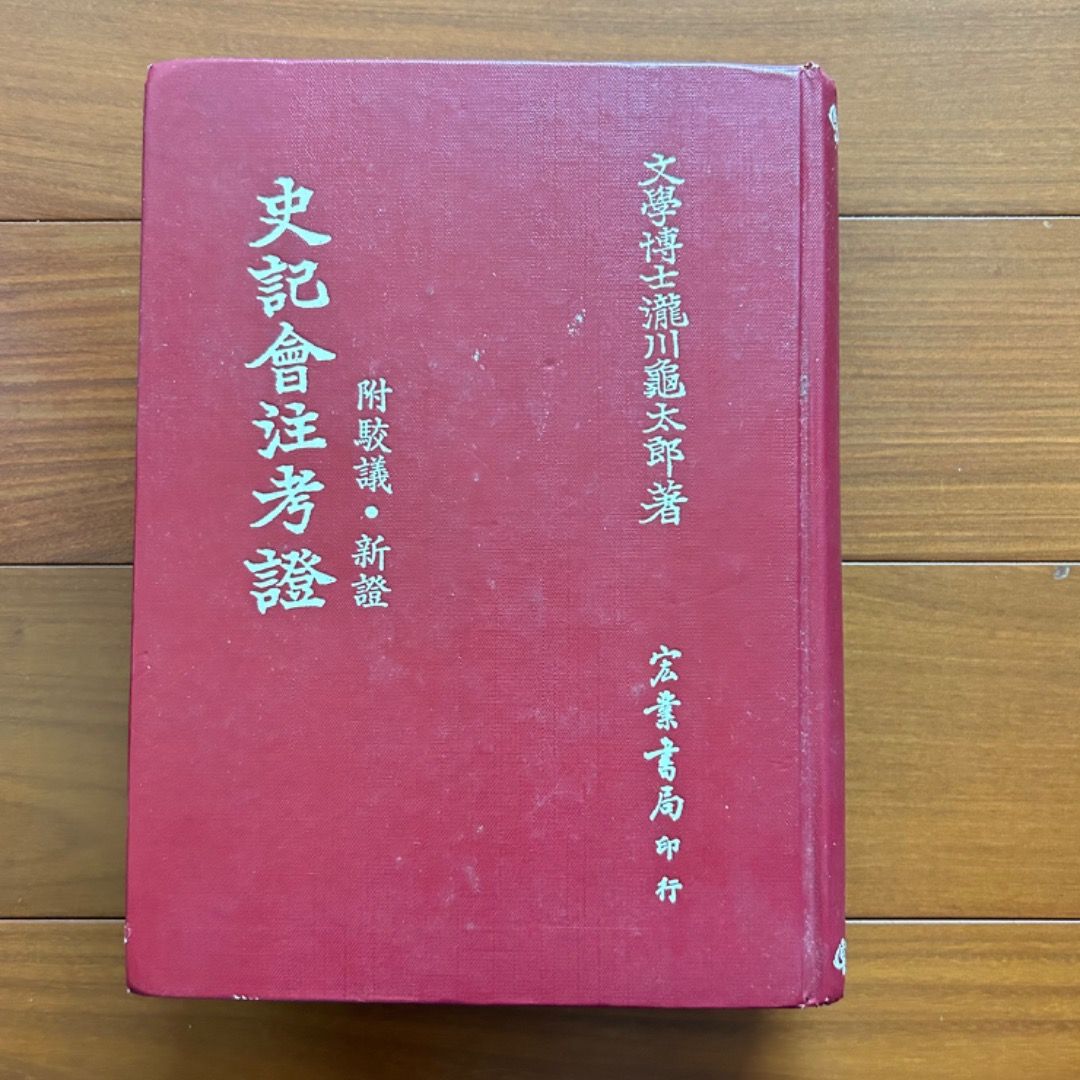 文學博士瀧川龜太郎著
宏業書局印行
附駮議・新證
史記會注考證